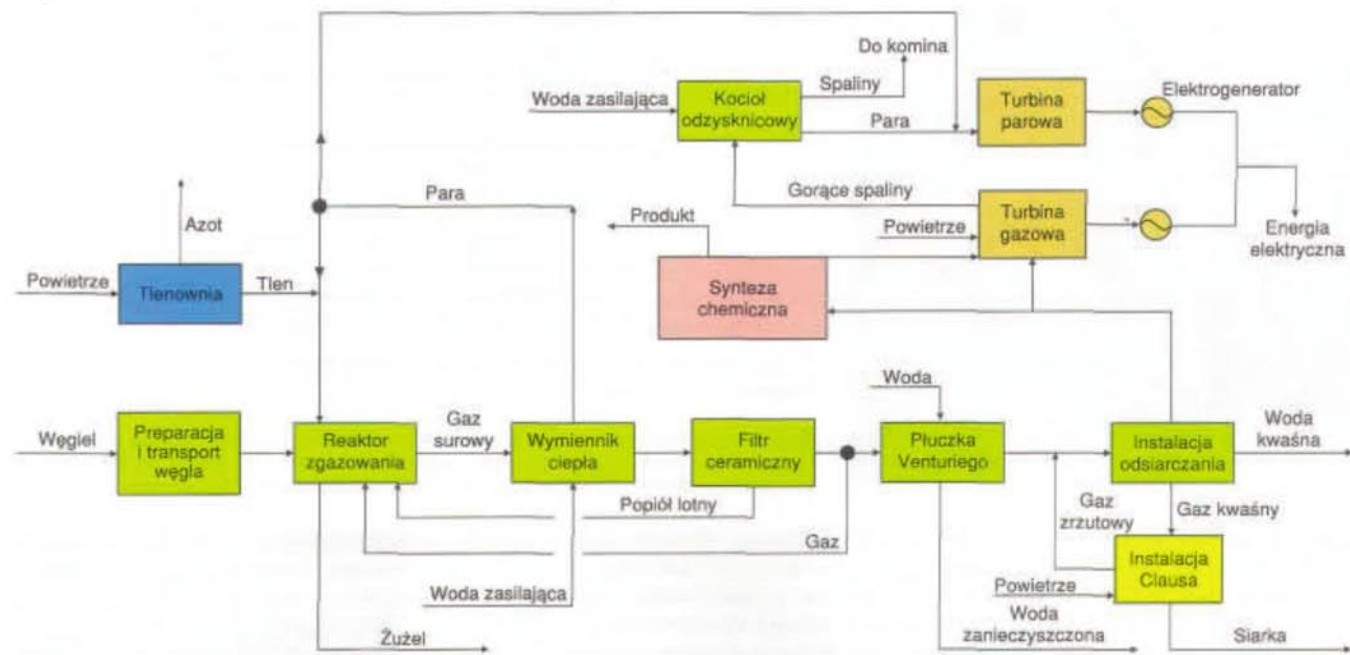 Do komina
Spaliny
Woda zasilająca
Kocioł
odzysknicowy
Para
Turbina
parowa
Elektrogenerator
Azot
Para
Gorące spaliny
Produkt
Powietrze
Turbina
gazowa
Energia
elektryczna
Powietrze
Tlenownia
Tlen
Synteza
chemiczna
Woda
Węgiel
Preparacja
i transport
węgla
Reaktor
zgazowania
Gaz
surowy
Wymiennik
ciepła
Filtr
ceramiczny
Płuczka
Venturiego
Instalacja
odsiarczania
Woda
kwaśna
Popiół lotny
Gaz
Gaz
zrzutowy
Gaz kwaśny
Instalacja
Clausa
Powietrze
Woda zasilająca
Żużel
Woda
zanieczyszczona
Siarka